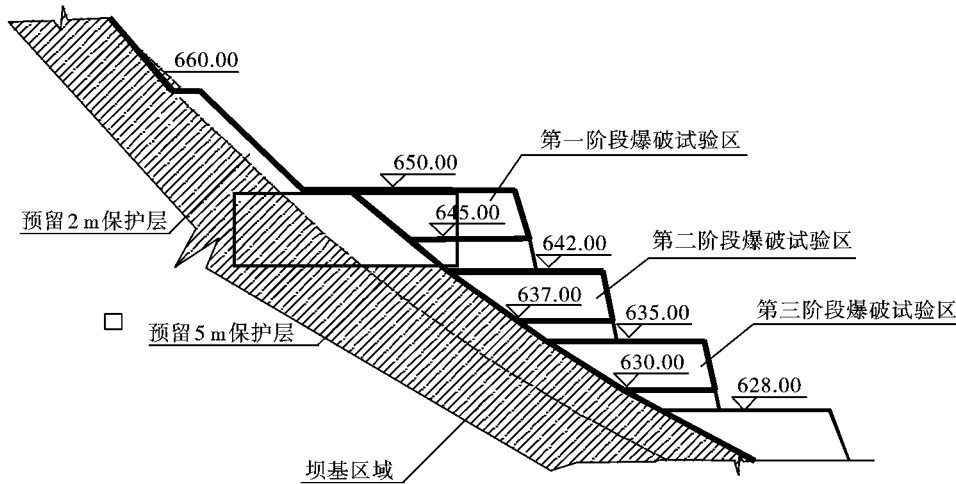 660.00
第一阶段爆破试验区
650.00
预留2 m保护层
645.00
642.00
第二阶段爆破试验区
637.00
635.00
第三阶段爆破试验区
预留5 m保护层
630.00
628.00
坝基区域